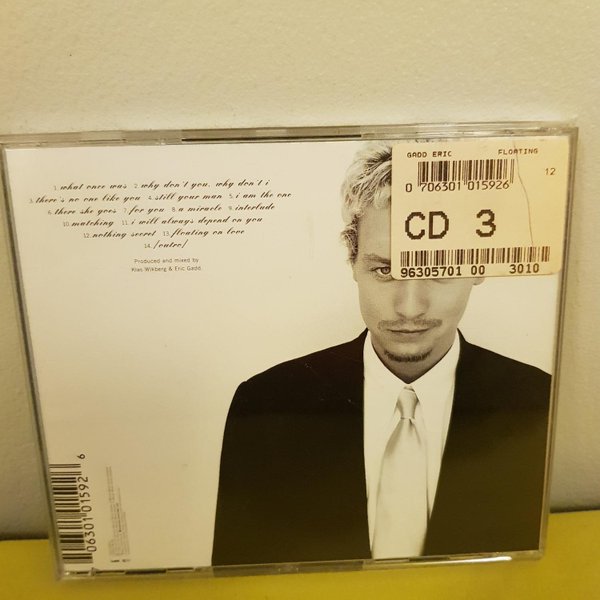 1. what once was 2. why don't you, why don't i
3. there's no one like you 4. still your man 5. i am the one
6. there she goes 7. for you 8. a miracle 9. interlude
10. matching 11. i will always depend on you
12. nothing secret 13. floating on love
14. /outro/
Produced and mixed by
Klas Wikberg & Eric Gadd
GADD ERIC FLOATING
0 706301 015926
12
CD 3
96305701 00 3010
06301 01592 6